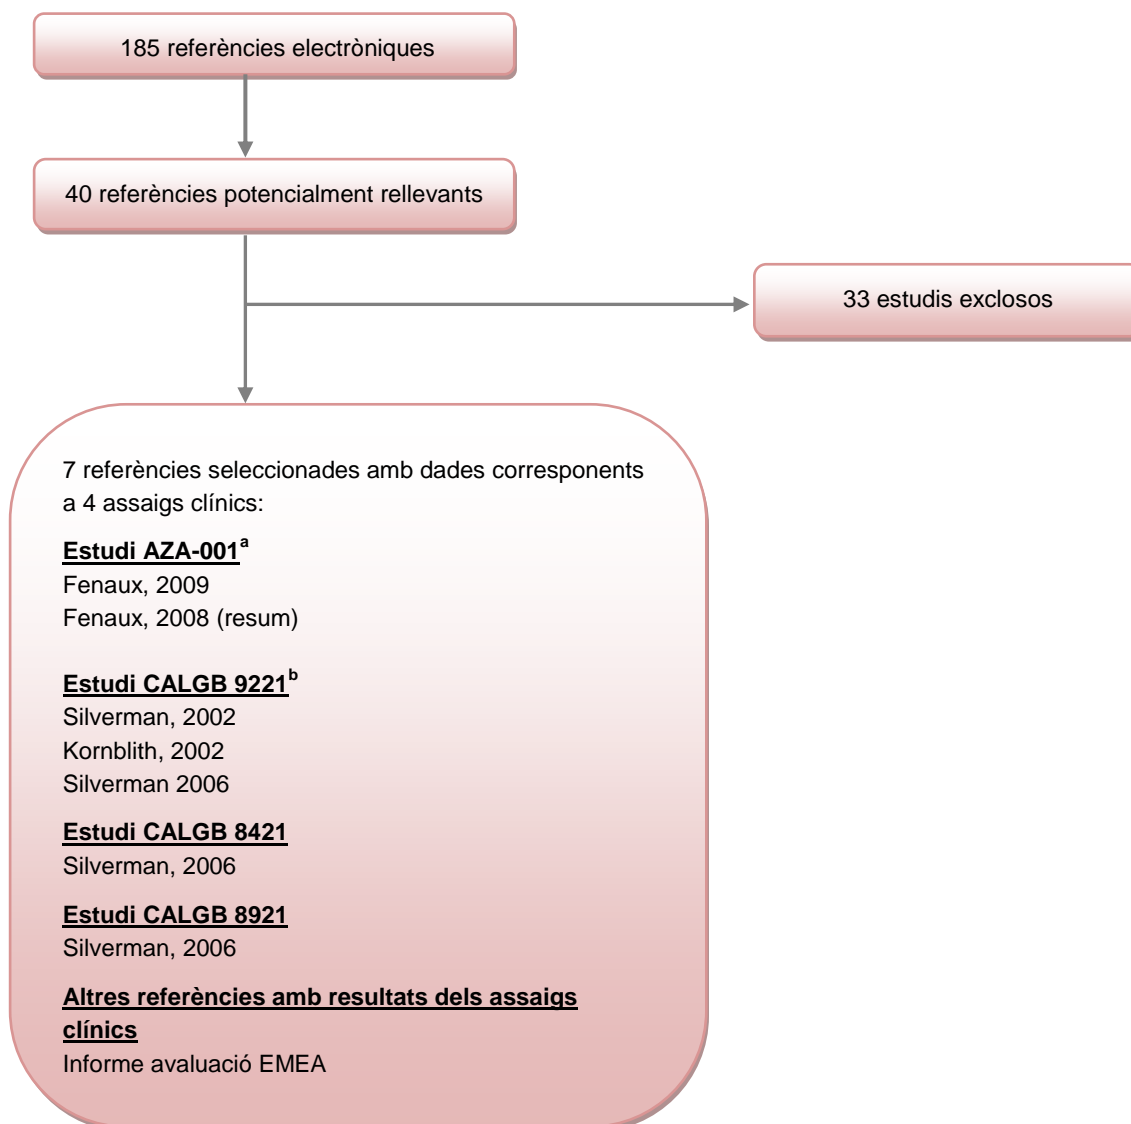 185 referències electròniques
40 referències potencialment rellevants
33 estudis exclosos
7 referències seleccionades amb dades corresponents
a 4 assaigs clínics:
Estudi AZA-001a
Fenaux, 2009
Fenaux, 2008 (resum)
Estudi CALGB 9221b
Silverman, 2002
Kornblith, 2002
Silverman 2006
Estudi CALGB 8421
Silverman, 2006
Estudi CALGB 8921
Silverman, 2006
Altres referències amb resultats dels assaigs
clínics
Informe avaluació EMEA